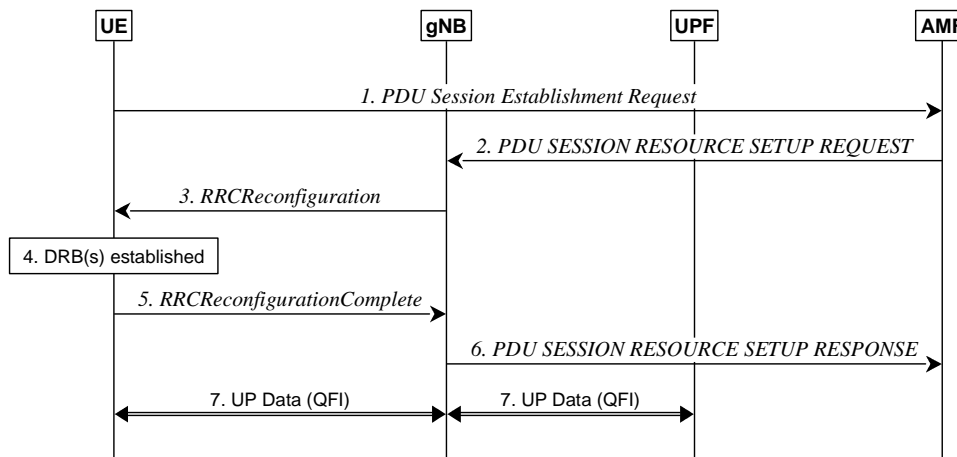 UE gNB UPF AMF
1. PDU Session Establishment Request
2. PDU SESSION RESOURCE SETUP REQUEST
3. RRCReconfiguration
4. DRB(s) established
5. RRCReconfigurationComplete
6. PDU SESSION RESOURCE SETUP RESPONSE
7. UP Data (QFI) 7. UP Data (QFI)